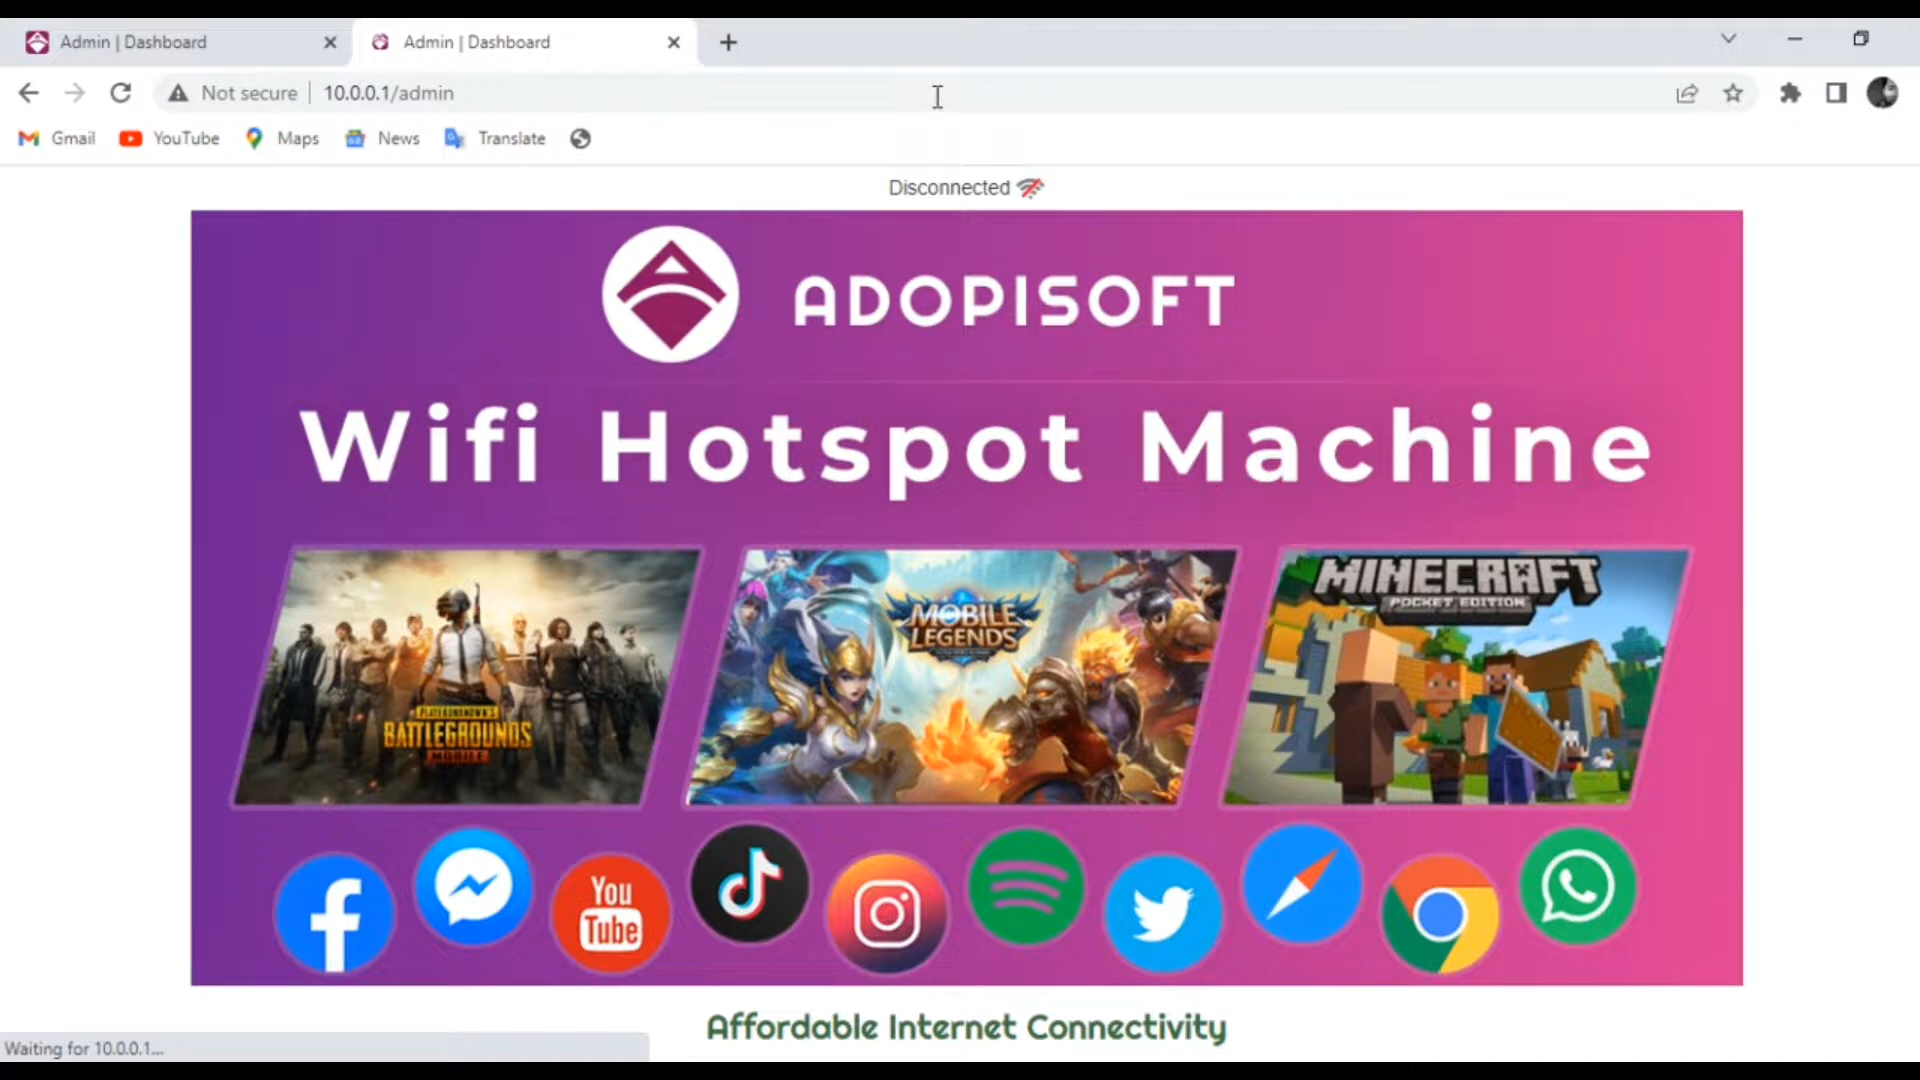 Admin | Dashboard
Admin | Dashboard
Not secure
10.0.0.1/admin
Gmail
YouTube
Maps
News
Translate
Disconnected
ADOPISOFT
Wifi Hotspot Machine
PLAYERUNKNOWN'S
BATTLEGROUNDS
MOBILE
MOBILE
LEGENDS
MINECRAFT
POCKET EDITION
You
Tube
Affordable Internet Connectivity
Waiting for 10.0.0.1...